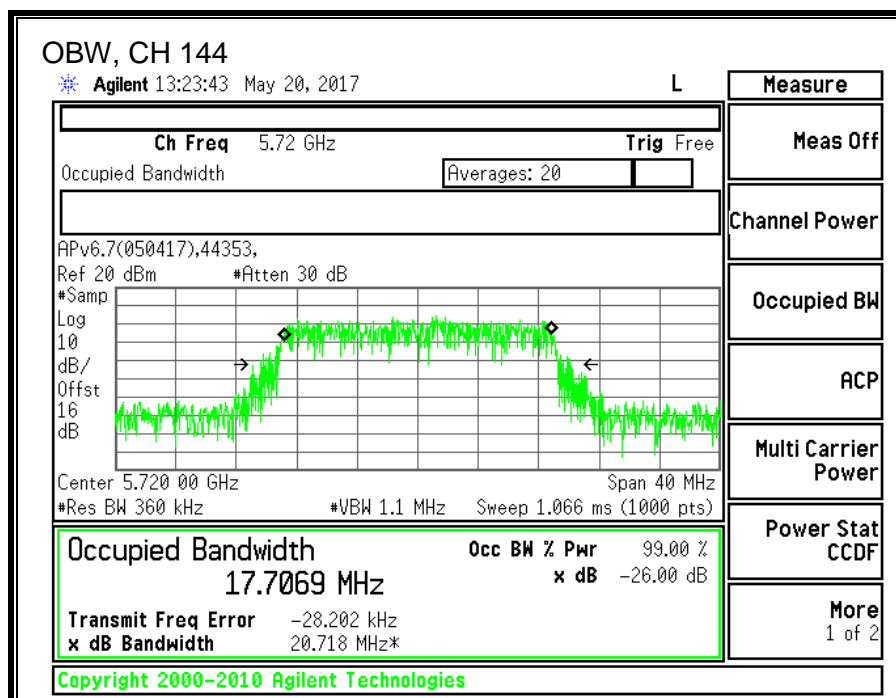 OBW, CH 144
Agilent 13:23:43 May 20, 2017 L
Measure
Ch Freq 5.72 GHz Trig Free
Meas Off
Occupied Bandwidth Averages: 20
Channel Power
APv6.7(050417),44353,
Ref 20 dBm #Atten 30 dB
#Samp
Log
10
dB/
Offst
16
dB
Occupied BW
ACP
Multi Carrier
Power
Center 5.720 00 GHz Span 40 MHz
#Res BW 360 kHz #VBW 1.1 MHz Sweep 1.066 ms (1000 pts)
Power Stat
CCDF
Occupied Bandwidth Occ BW % Pwr 99.00 %
17.7069 MHz x dB -26.00 dB
Transmit Freq Error -28.202 kHz
x dB Bandwidth 20.718 MHz*
More
1 of 2
Copyright 2000-2010 Agilent Technologies